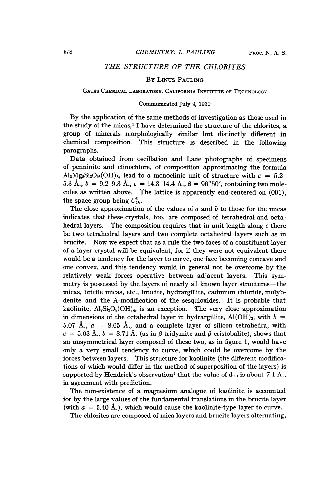 578 CHEMISTRY: L. PAULING PROC. N. A. S.
THE STRUCTURE OF THE CHLORITES
BY LINUS PAULING
GATES CHEMICAL LABORATORY, CALIFORNIA INSTITUTE OF TECHNOLOGY
Communicated July 9, 1930
By the application of the same methods of investigation as those used in
the study of the micas,¹ I have determined the structure of the chlorites, a
group of minerals morphologically similar but distinctly different in
chemical composition. This structure is described in the following
paragraphs.
Data obtained from oscillation and Laue photographs of specimens
of penninite and clinochlore, of composition approximating the formula
lead to a monoclinic unit of structure with a = 5.2–
5.3 Å., b = 9.2–9.3 Å., c = 14.3–14.4 Å., β = 96°50', containing two mole-
cules as written above. The lattice is apparently end-centered on (001),
the space group being
The close approximation of the values of a and b to those for the micas
indicates that these crystals, too, are composed of tetrahedral and octa-
hedral layers. The composition requires that in unit length along c there
be two tetrahedral layers and two complete octahedral layers such as in
brucite. Now we expect that as a rule the two faces of a constituent layer
of a layer crystal will be equivalent, for if they were not equivalent there
would be a tendency for the layer to curve, one face becoming concave and
one convex, and this tendency would in general not be overcome by the
relatively weak forces operative between adjacent layers. This sym-
metry is possessed by the layers of nearly all known layer structures—the
micas, brittle micas, etc., brucite, hydrargillite, cadmium chloride, molyb-
denite and the A-modification of the sesquioxides. It is probable that
kaolinite, Al₂Si₂O₅(OH)₄, is an exception. The very close approximation
in dimensions of the octahedral layer in hydrargillite, Al(OH)₃, with b =
5.07 Å., a = 8.65 Å., and a complete layer of silicon tetrahedra, with
a = 5.03 Å., b = 8.71 Å. (as in β-tridymite and β-cristobalite), shows that
an unsymmetrical layer composed of these two, as in figure 1, would have
only a very small tendency to curve, which could be overcome by the
forces between layers. This structure for kaolinite (the different modifica-
tions of which would differ in the method of superposition of the layers) is
supported by Hendrick's observation² that the value of is about 7.1 Å.,
in agreement with prediction.
The non-existence of a magnesium analogue of kaolinite is accounted
for by the large values of the fundamental translations in the brucite layer
(with a = 5.40 Å.), which would cause the kaolinite-type layer to curve.
The chlorites are composed of mica layers and brucite layers alternating,